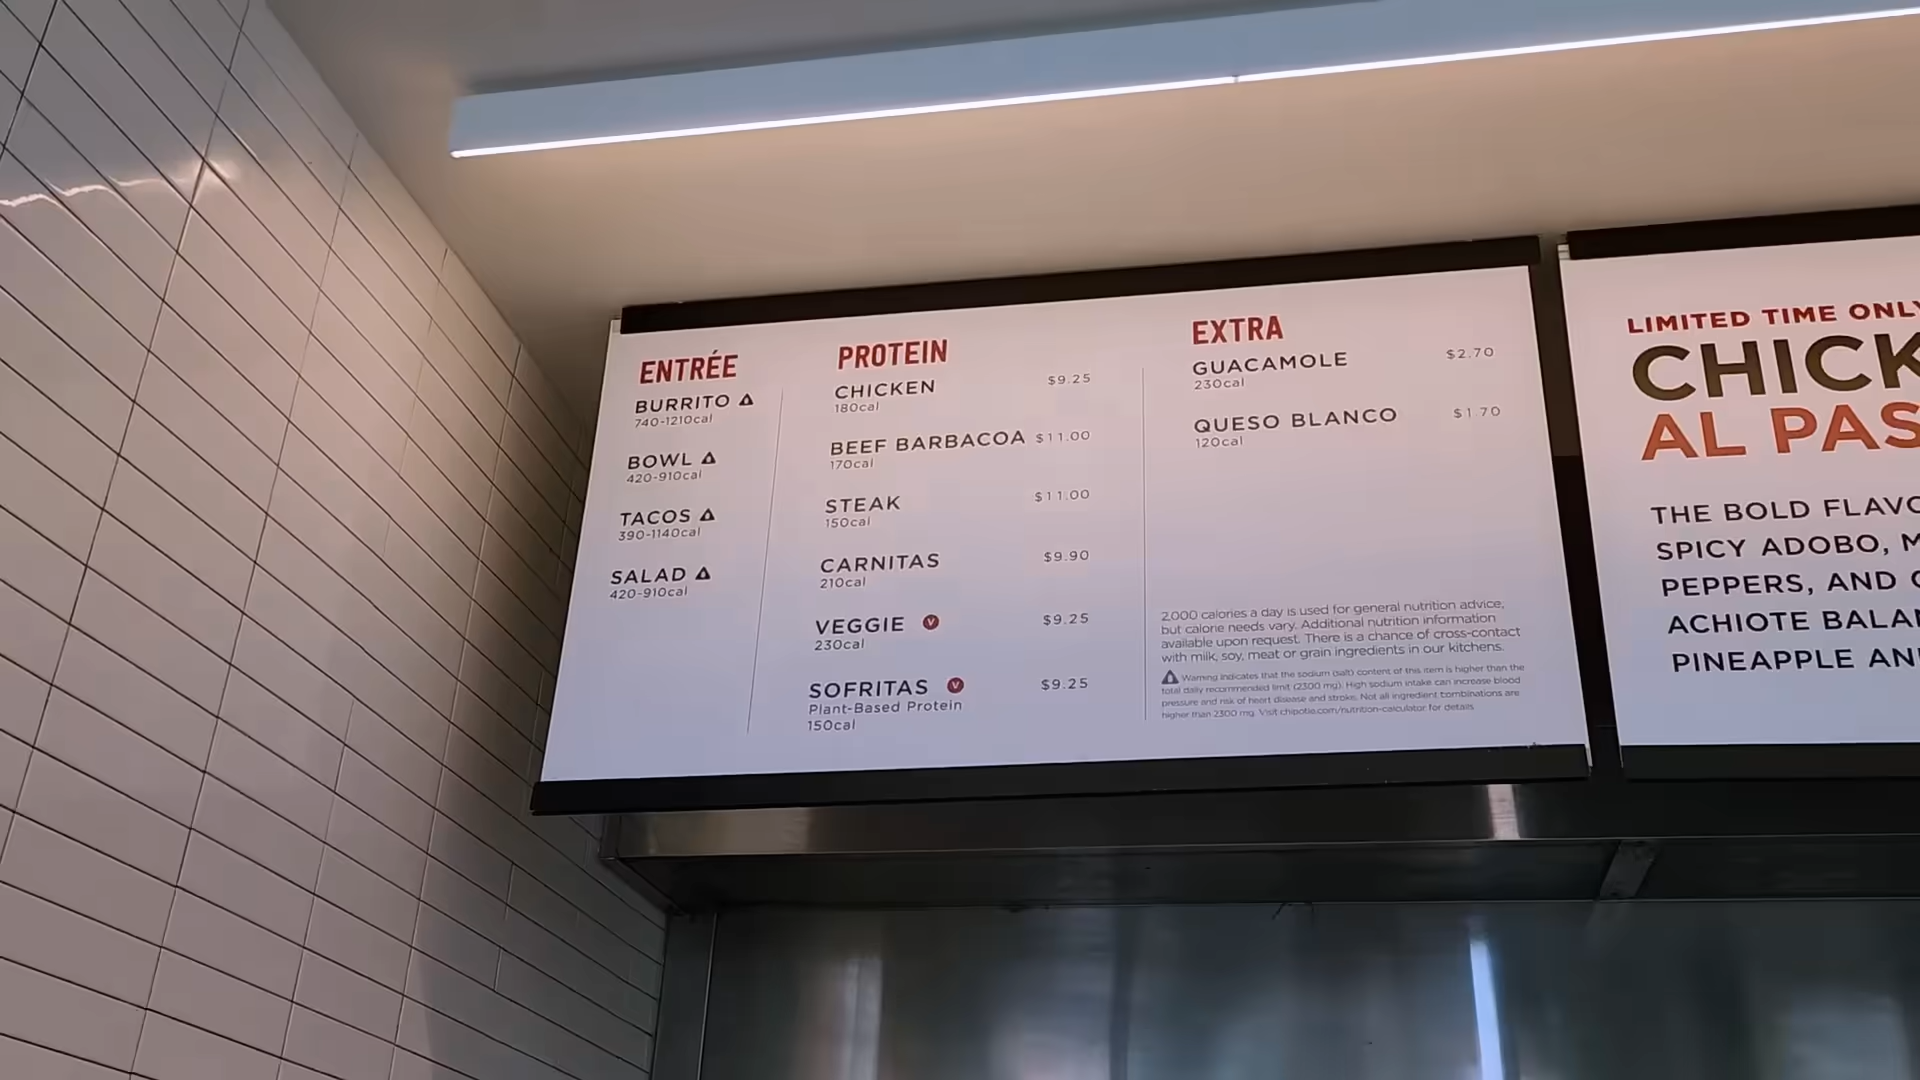 ENTRÉE
BURRITO
740-1210cal
BOWL
420-910cal
TACOS
390-1140cal
SALAD
420-910cal
PROTEIN
CHICKEN $9.25
180cal
BEEF BARBACOA $11.00
170cal
STEAK $11.00
150cal
CARNITAS $9.90
210cal
VEGGIE V $9.25
230cal
SOFRITAS V $9.25
Plant-Based Protein
150cal
EXTRA
GUACAMOLE $2.70
230cal
QUESO BLANCO $1.70
120cal
2,000 calories a day is used for general nutrition advice,
but calorie needs vary. Additional nutrition information
available upon request. There is a chance of cross-contact
with milk, soy, meat or grain ingredients in our kitchens.
Warning indicates that the sodium (salt) content of this item is higher than the
total daily recommended limit (2300 mg). High sodium intake can increase blood
pressure and risk of heart disease and stroke. Not all ingredient combinations are
higher than 2300 mg. Visit chipotle.com/nutrition-calculator for details.
LIMITED TIME ONLY
CHICK
AL PAS
THE BOLD FLAVO
SPICY ADOBO, M
PEPPERS, AND
ACHIOTE BALAN
PINEAPPLE AN